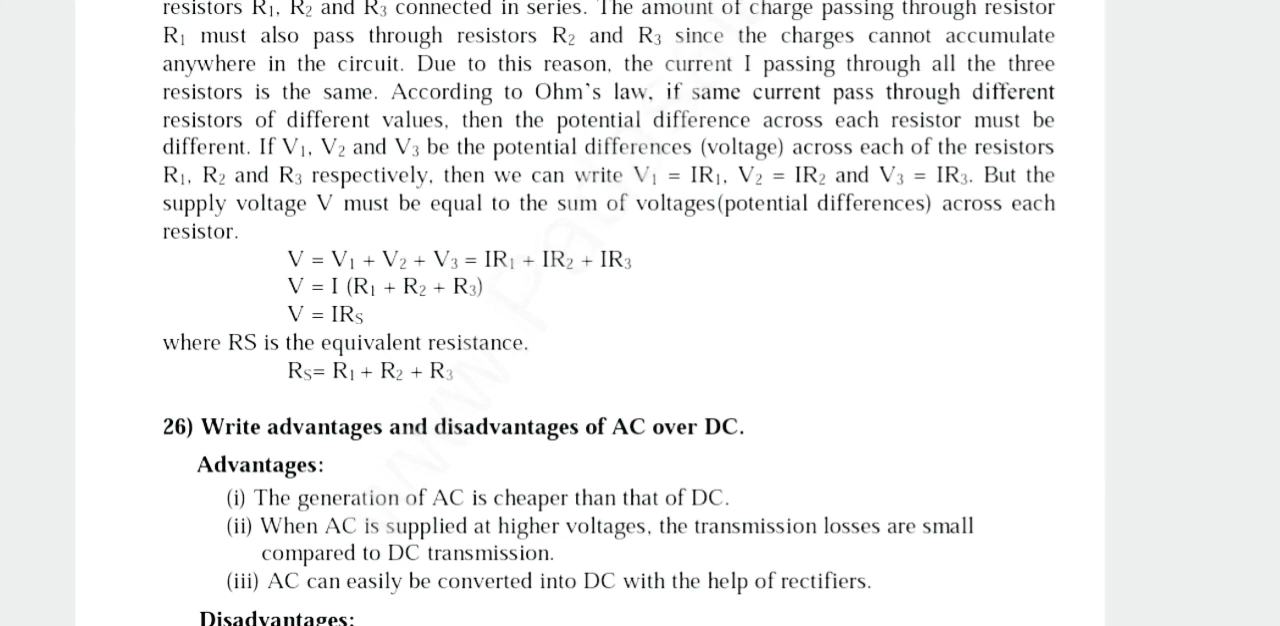 resistors R₁, R₂ and R₃ connected in series. The amount of charge passing through resistor
R₁ must also pass through resistors R₂ and R₃ since the charges cannot accumulate
anywhere in the circuit. Due to this reason, the current I passing through all the three
resistors is the same. According to Ohm`s law, if same current pass through different
resistors of different values, then the potential difference across each resistor must be
different. If V₁, V₂ and V₃ be the potential differences (voltage) across each of the resistors
R₁, R₂ and R₃ respectively, then we can write V₁ = IR₁, V₂ = IR₂ and V₃ = IR₃. But the
supply voltage V must be equal to the sum of voltages(potential differences) across each
resistor.
V = V₁ + V₂ + V₃ = IR₁ + IR₂ + IR₃
V = I (R₁ + R₂ + R₃)
V = IRS
where RS is the equivalent resistance.
RS= R₁ + R₂ + R₃
26) Write advantages and disadvantages of AC over DC.
Advantages:
(i) The generation of AC is cheaper than that of DC.
(ii) When AC is supplied at higher voltages, the transmission losses are small
compared to DC transmission.
(iii) AC can easily be converted into DC with the help of rectifiers.
Disadvantages: